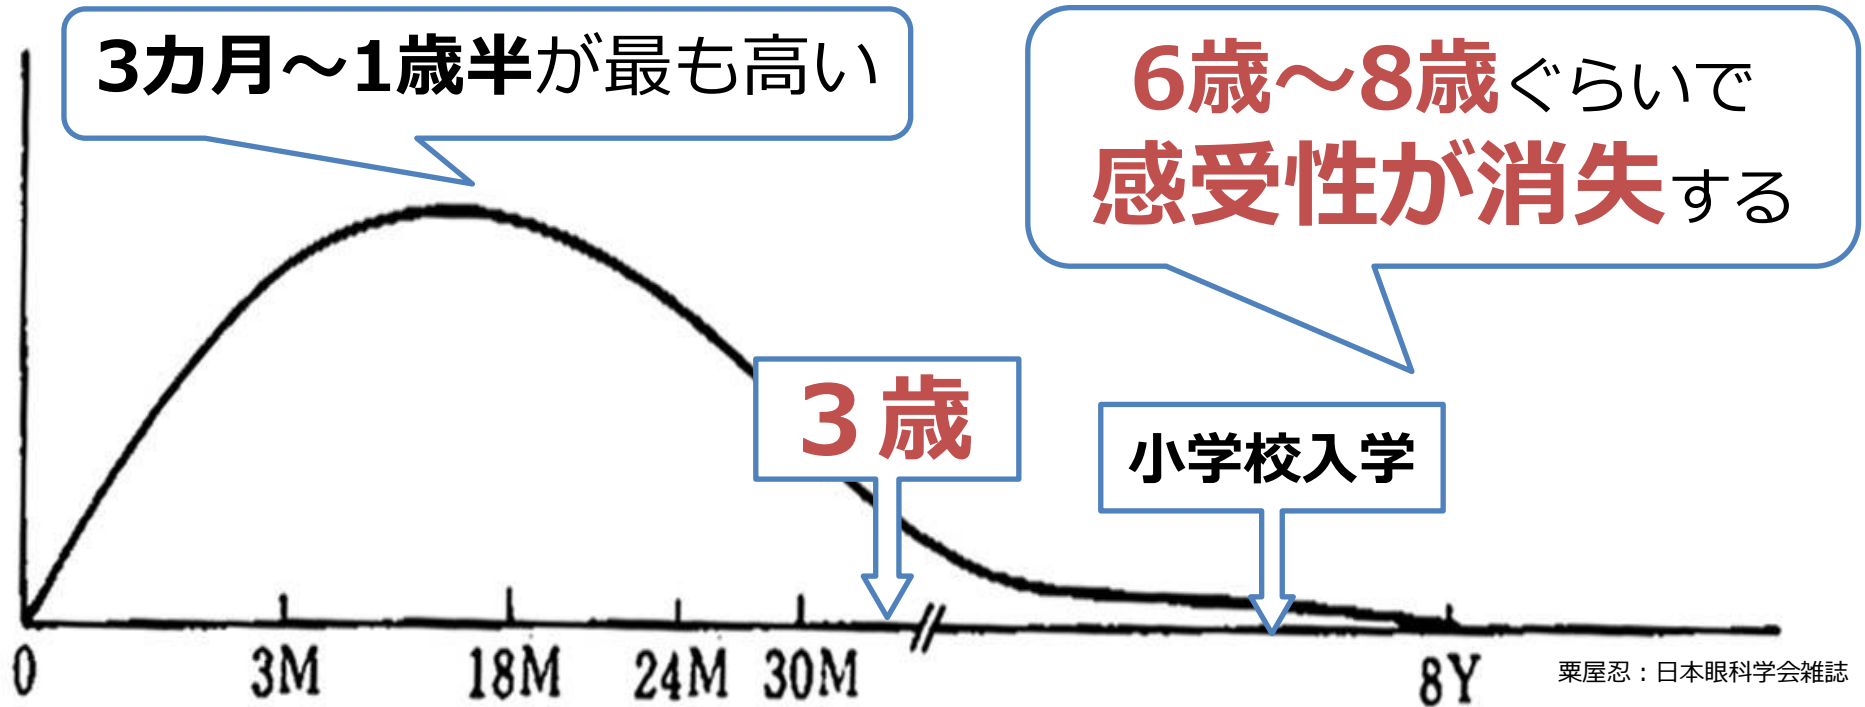 3カ月～1歳半が最も高い
6歳～8歳ぐらいで
感受性が消失する
３歳
小学校入学
0 3M 18M 24M 30M 8Y
粟屋忍：日本眼科学会雑誌